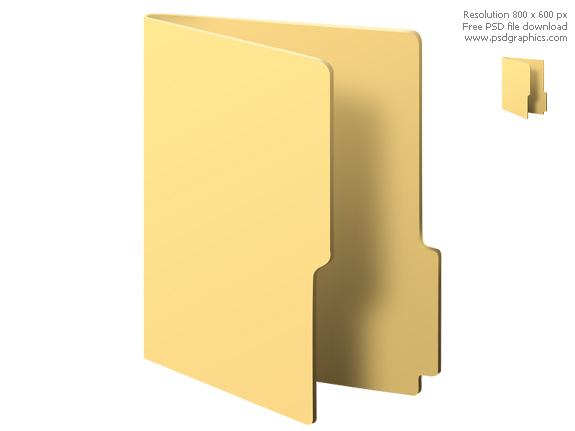 Resolution 800 x 600 px
Free PSD file download
www.psdgraphics.com